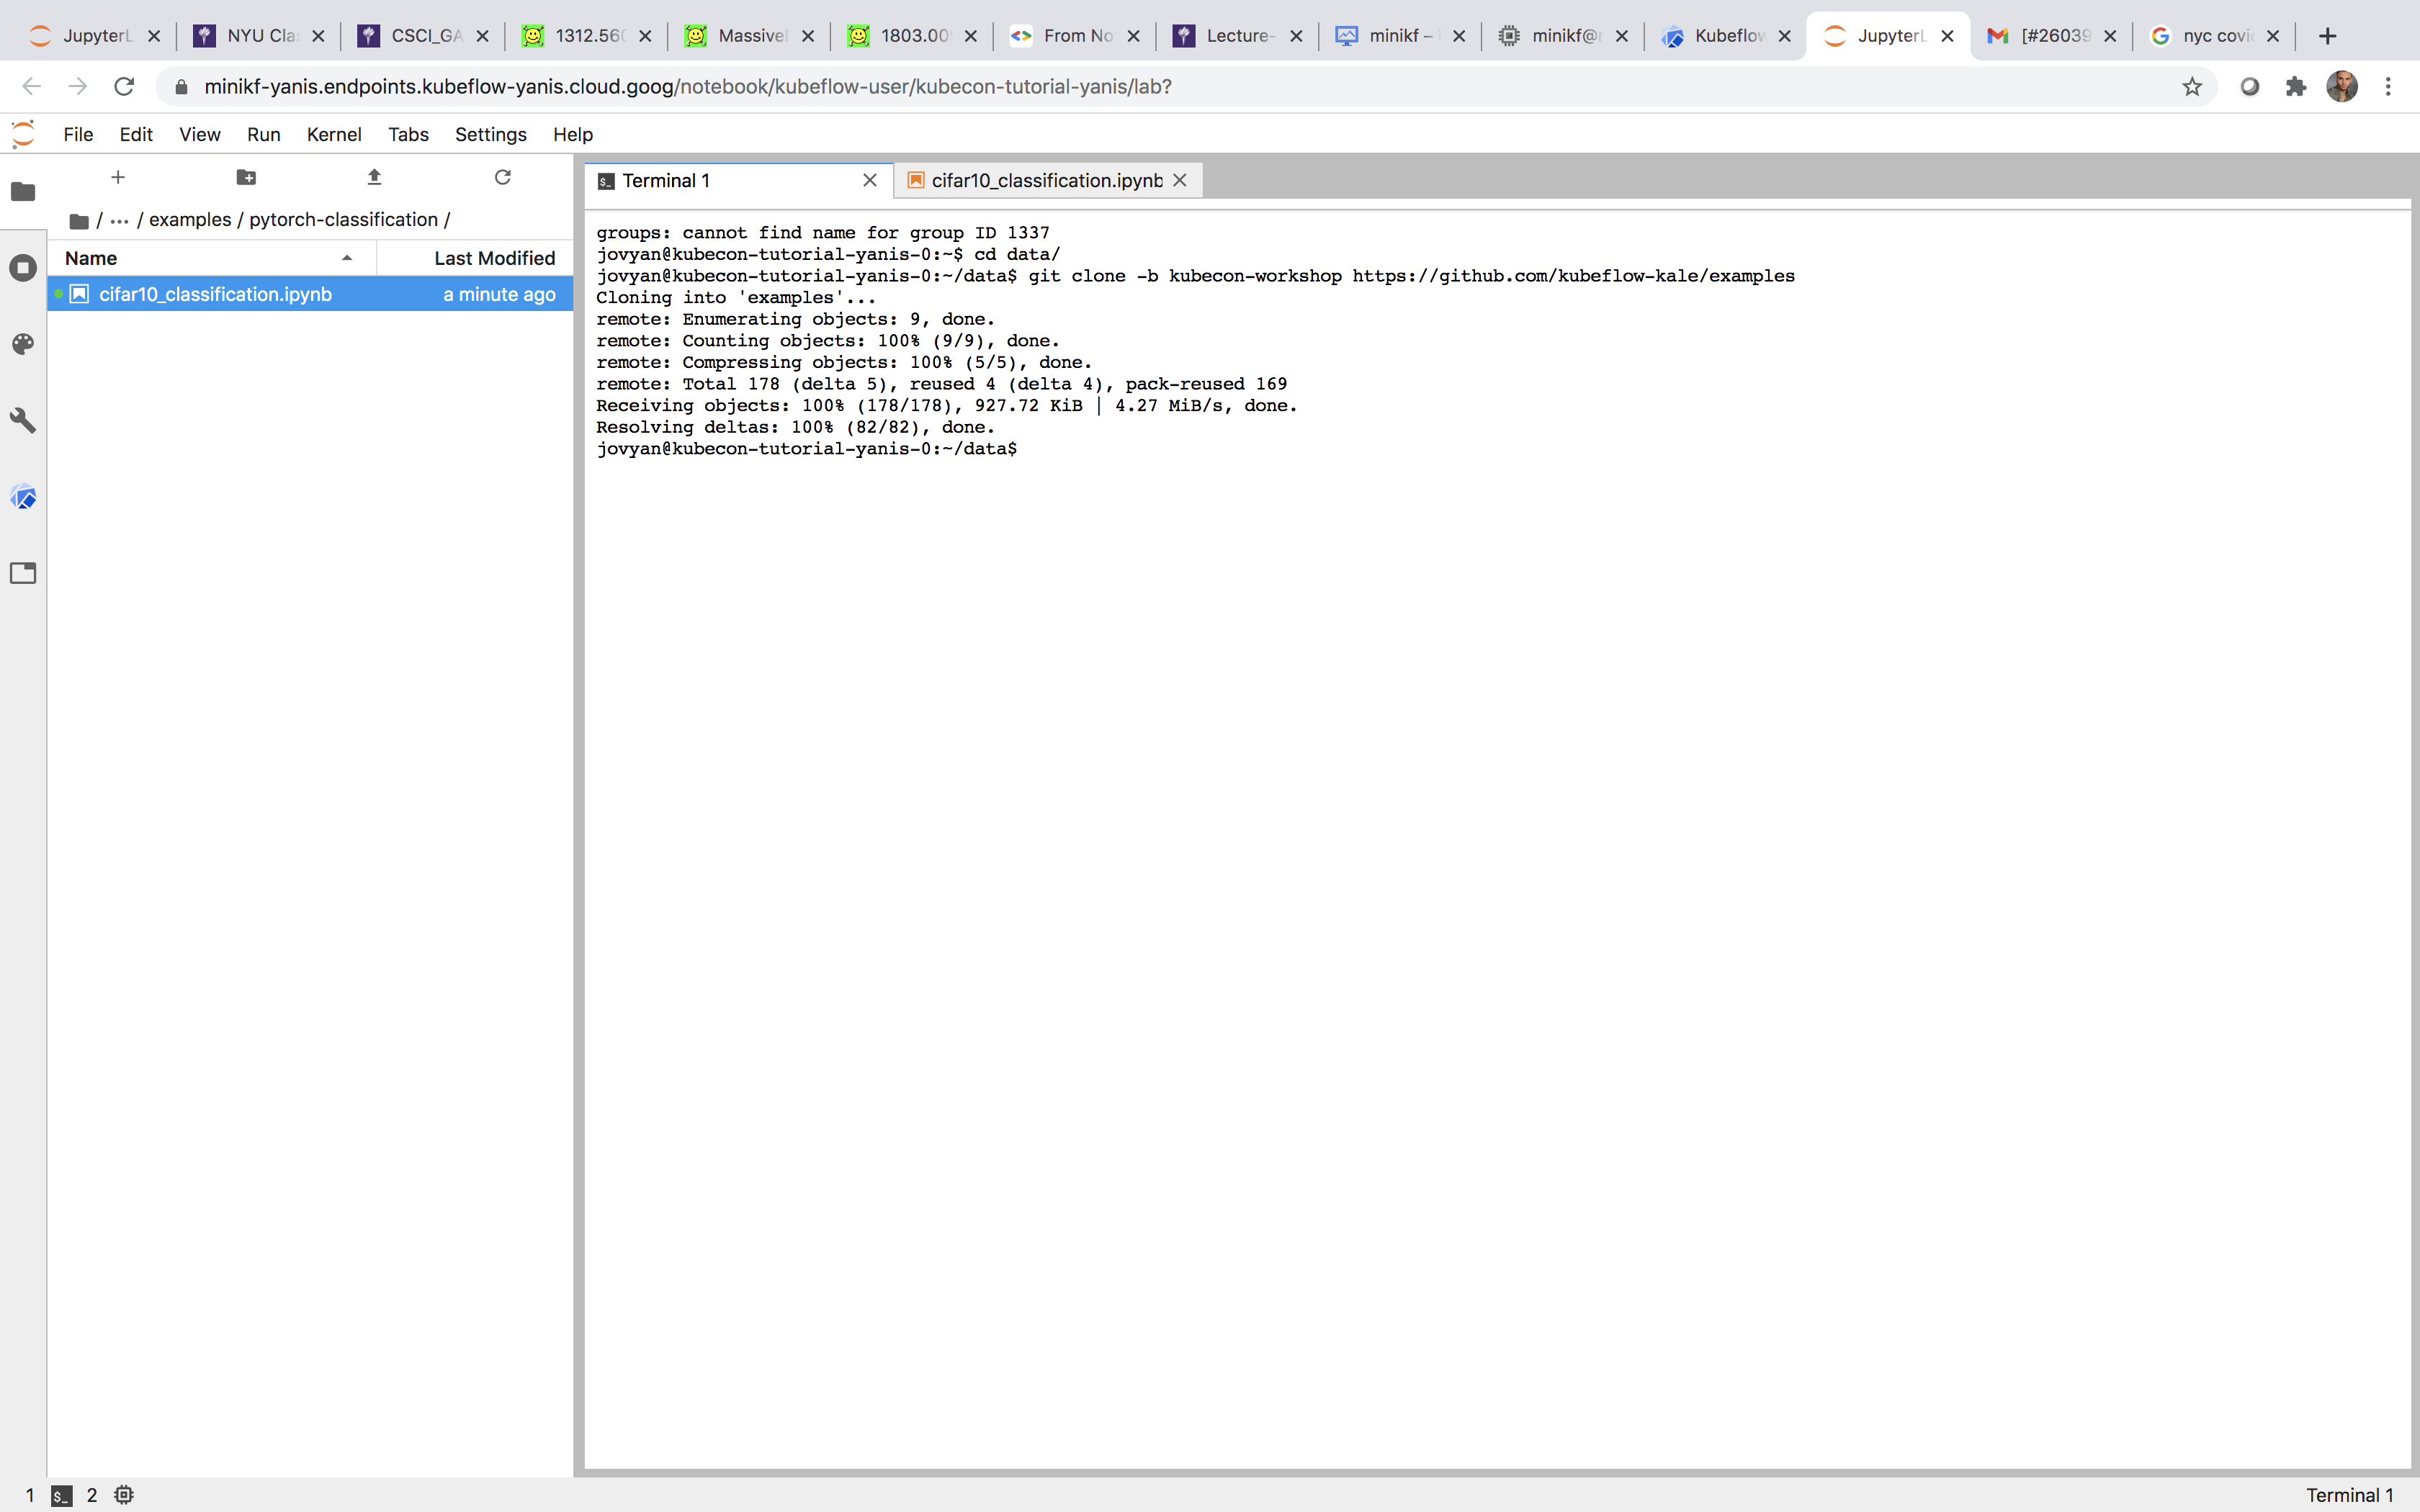 JupyterL
NYU Cla
CSCI_GA
1312.560
Massivel
1803.00
From No
Lecture-
minikf –
minikf@
Kubeflow
JupyterL
[#26039
nyc covi
minikf-yanis.endpoints.kubeflow-yanis.cloud.goog/notebook/kubeflow-user/kubecon-tutorial-yanis/lab?
File Edit View Run Kernel Tabs Settings Help
/ ··· / examples / pytorch-classification /
Name Last Modified
cifar10_classification.ipynb a minute ago
Terminal 1
cifar10_classification.ipynb
groups: cannot find name for group ID 1337
jovyan@kubecon-tutorial-yanis-0:~$ cd data/
jovyan@kubecon-tutorial-yanis-0:~/data$ git clone -b kubecon-workshop https://github.com/kubeflow-kale/examples
Cloning into 'examples'...
remote: Enumerating objects: 9, done.
remote: Counting objects: 100% (9/9), done.
remote: Compressing objects: 100% (5/5), done.
remote: Total 178 (delta 5), reused 4 (delta 4), pack-reused 169
Receiving objects: 100% (178/178), 927.72 KiB | 4.27 MiB/s, done.
Resolving deltas: 100% (82/82), done.
jovyan@kubecon-tutorial-yanis-0:~/data$
1 $_ 2
Terminal 1